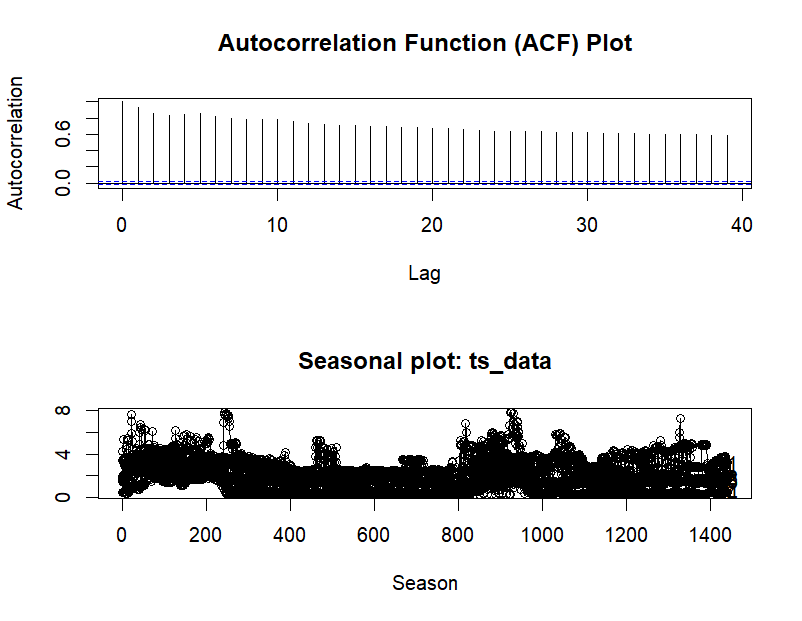 Autocorrelation Function (ACF) Plot
Autocorrelation
0.6
0.0
0 10 20 30 40
Lag
Seasonal plot: ts_data
8
4
0
0 200 400 600 800 1000 1200 1400
Season